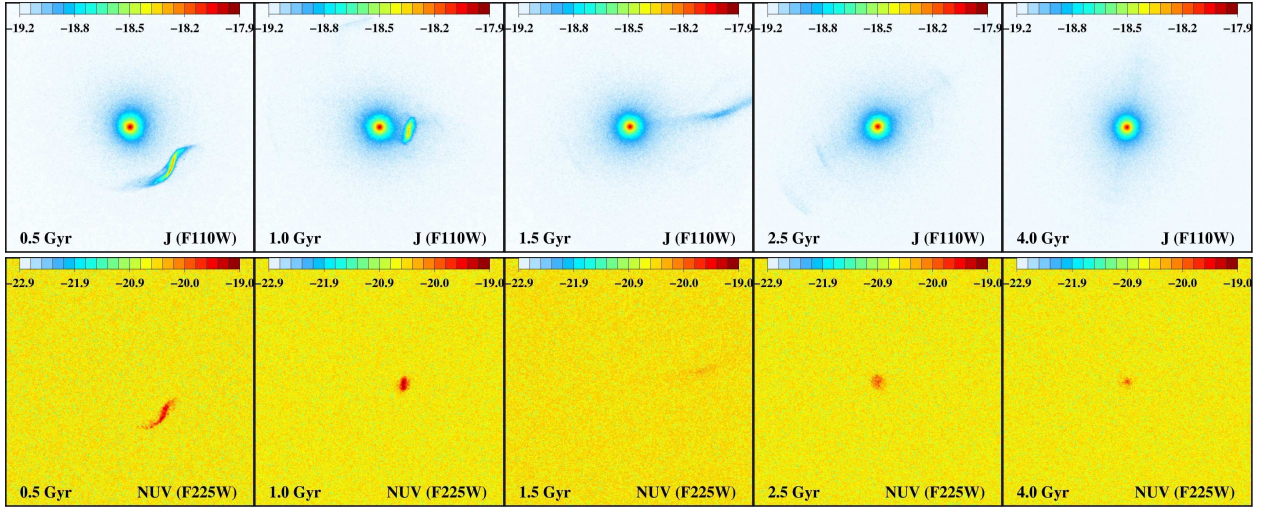 −19.2 −18.8 −18.5 −18.2 −17.9
−19.2 −18.8 −18.5 −18.2 −17.9
−19.2 −18.8 −18.5 −18.2 −17.9
−19.2 −18.8 −18.5 −18.2 −17.9
−19.2 −18.8 −18.5 −18.2 −17.9
0.5 Gyr J (F110W)
1.0 Gyr J (F110W)
1.5 Gyr J (F110W)
2.5 Gyr J (F110W)
4.0 Gyr J (F110W)
−22.9 −21.9 −20.9 −20.0 −19.0
−22.9 −21.9 −20.9 −20.0 −19.0
−22.9 −21.9 −20.9 −20.0 −19.0
−22.9 −21.9 −20.9 −20.0 −19.0
−22.9 −21.9 −20.9 −20.0 −19.0
0.5 Gyr NUV (F225W)
1.0 Gyr NUV (F225W)
1.5 Gyr NUV (F225W)
2.5 Gyr NUV (F225W)
4.0 Gyr NUV (F225W)